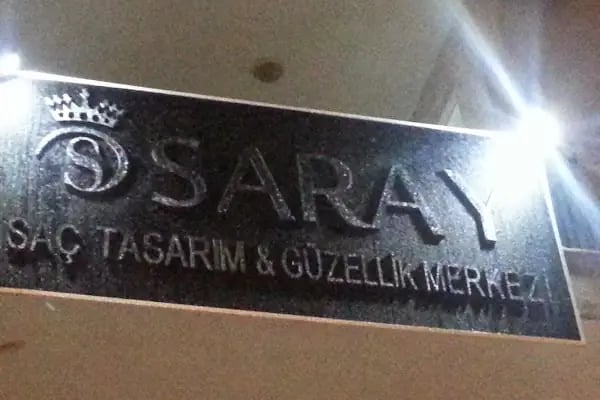 SARAY
SAÇ TASARIM & GÜZELLİK MERKEZİ